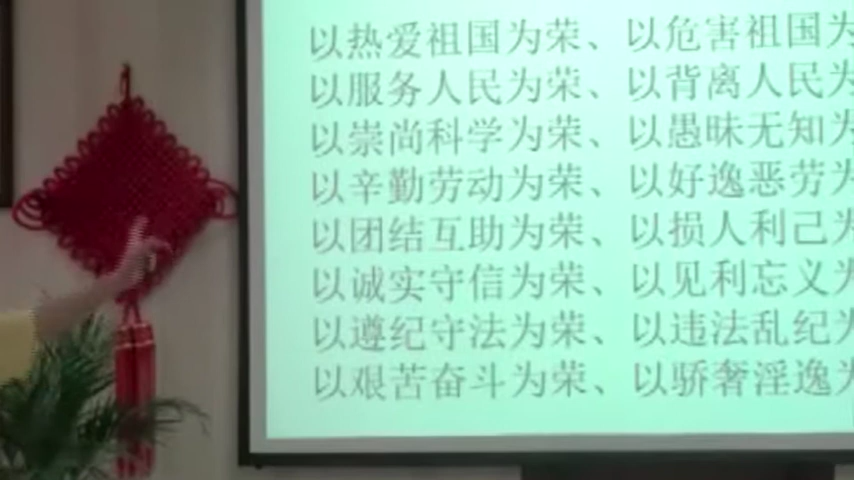 以热爱祖国为荣、以危害祖国为
以服务人民为荣、以背离人民为
以崇尚科学为荣、以愚昧无知为
以辛勤劳动为荣、以好逸恶劳为
以团结互助为荣、以损人利己为
以诚实守信为荣、以见利忘义为
以遵纪守法为荣、以违法乱纪为
以艰苦奋斗为荣、以骄奢淫逸为